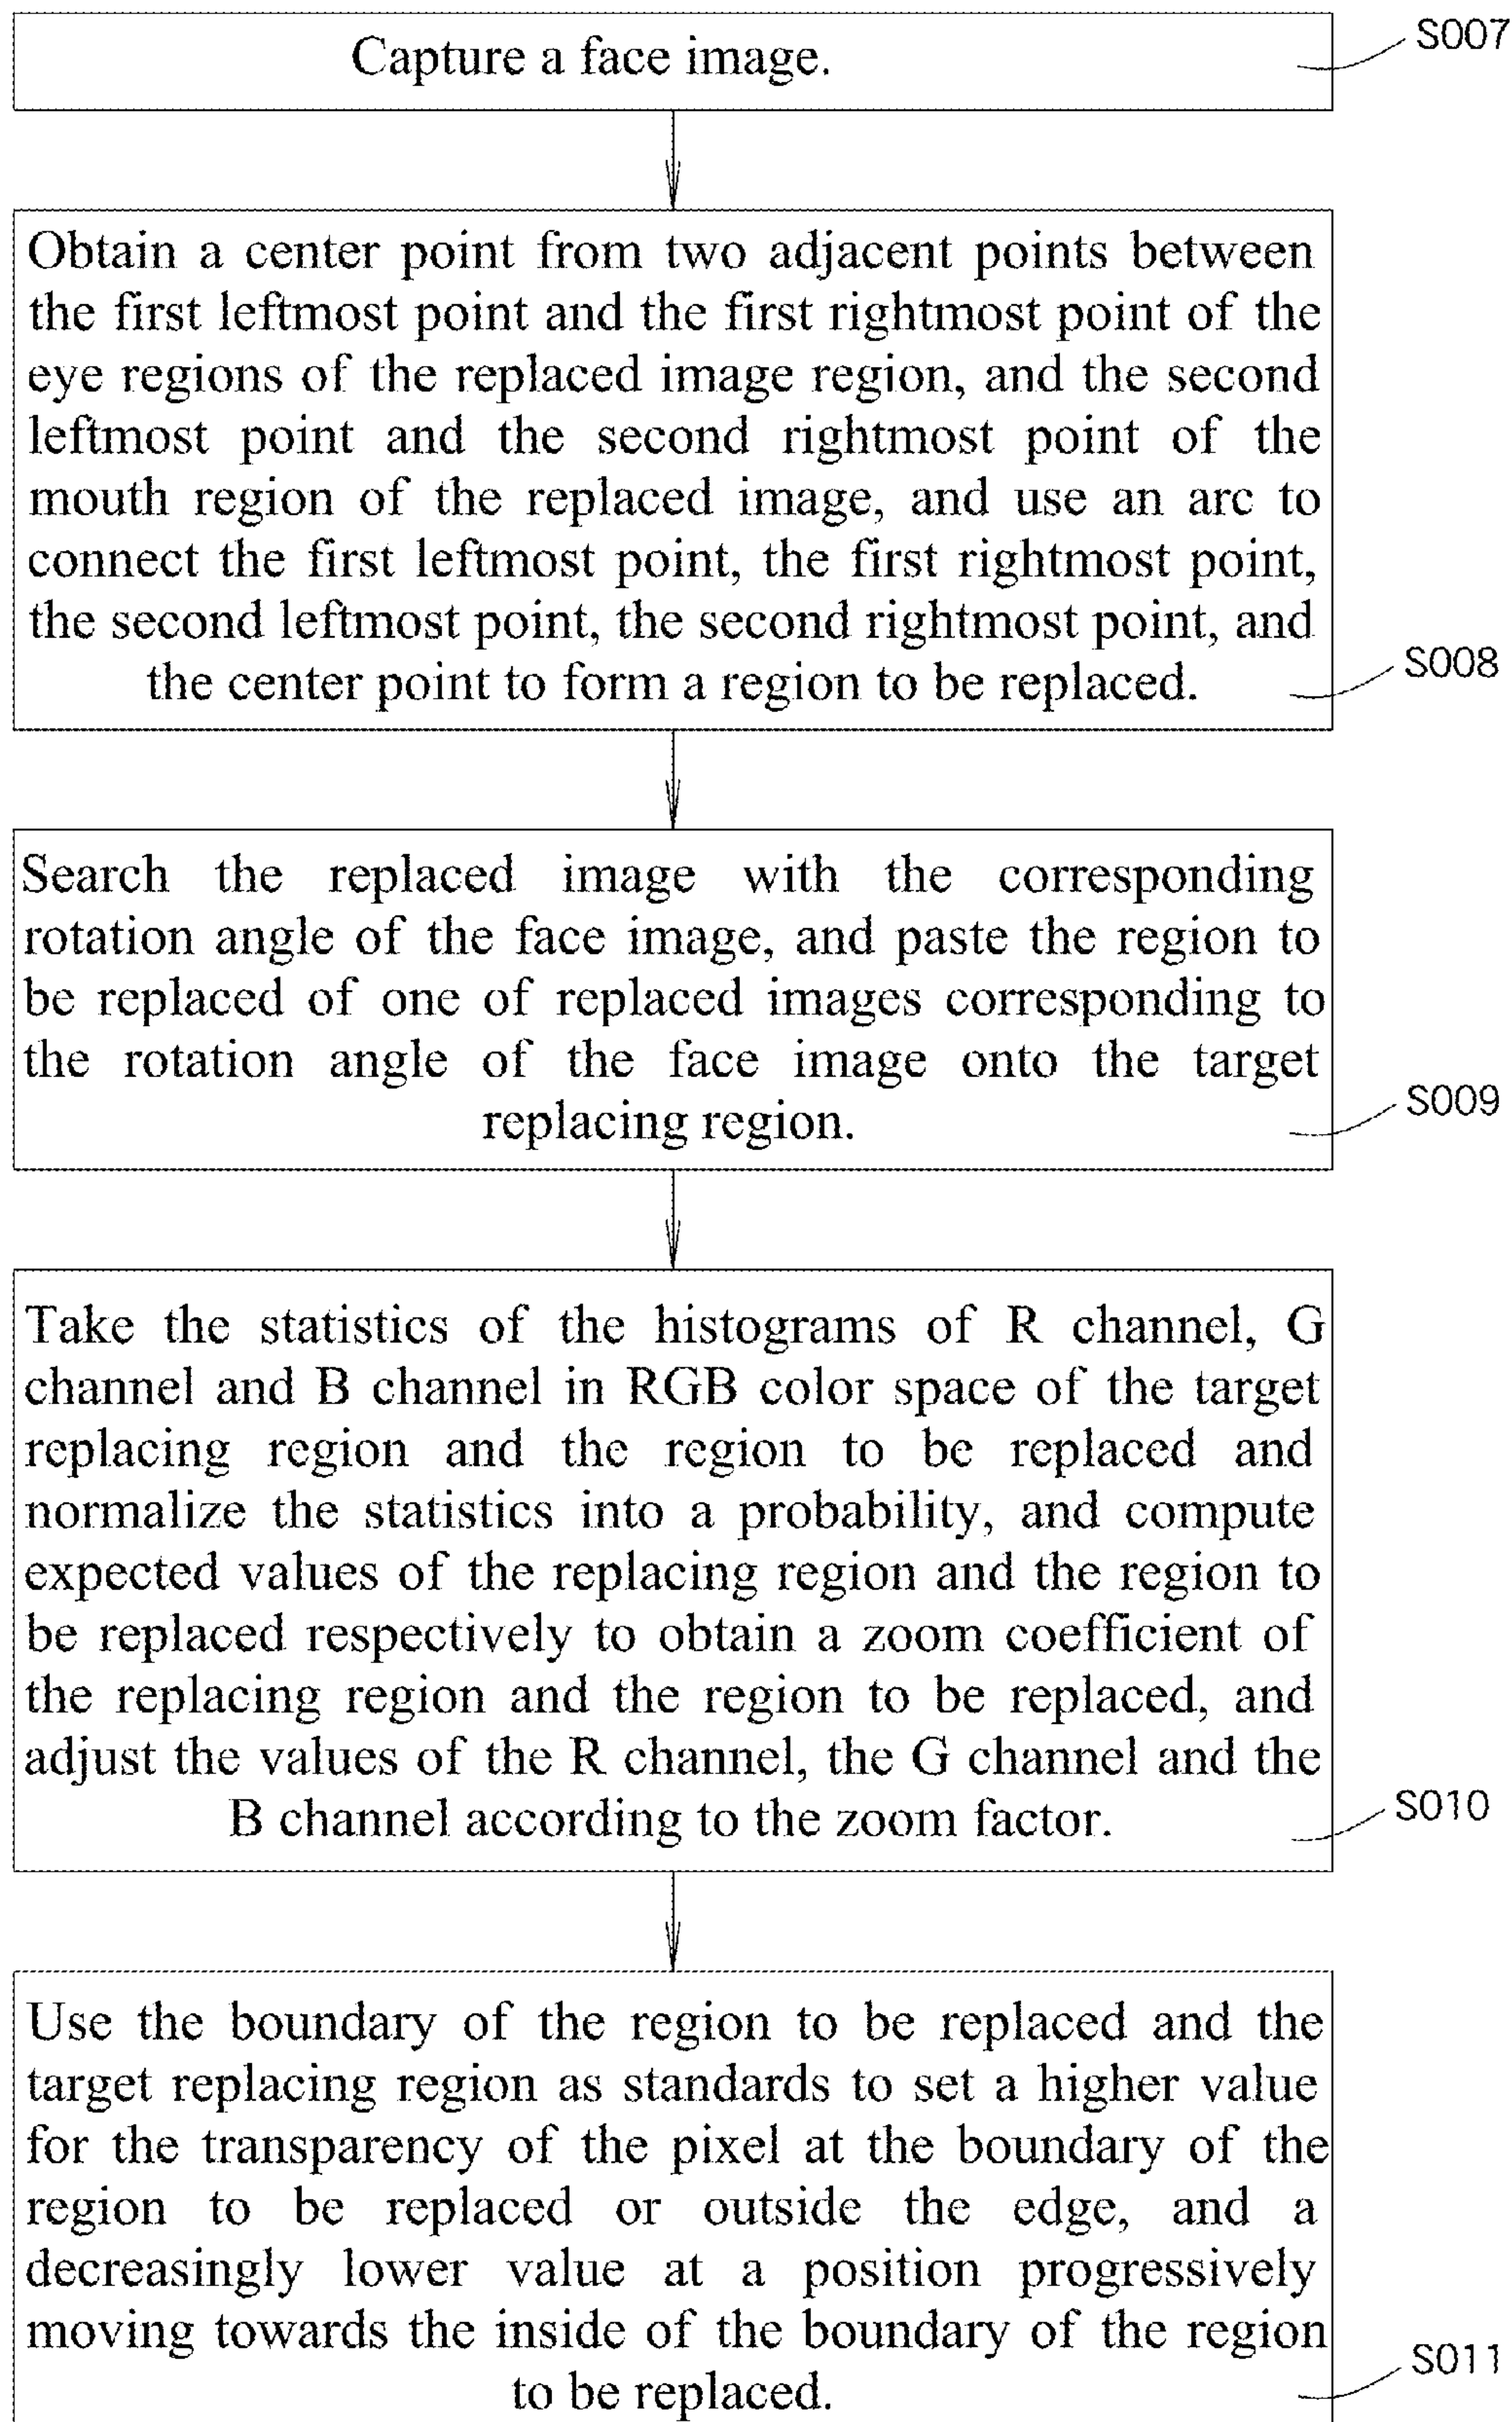 Capture a face image.
S007
Obtain a center point from two adjacent points between
the first leftmost point and the first rightmost point of the
eye regions of the replaced image region, and the second
leftmost point and the second rightmost point of the
mouth region of the replaced image, and use an arc to
connect the first leftmost point, the first rightmost point,
the second leftmost point, the second rightmost point, and
the center point to form a region to be replaced.
S008
Search the replaced image with the corresponding
rotation angle of the face image, and paste the region to
be replaced of one of replaced images corresponding to
the rotation angle of the face image onto the target
replacing region.
S009
Take the statistics of the histograms of R channel, G
channel and B channel in RGB color space of the target
replacing region and the region to be replaced and
normalize the statistics into a probability, and compute
expected values of the replacing region and the region to
be replaced respectively to obtain a zoom coefficient of
the replacing region and the region to be replaced, and
adjust the values of the R channel, the G channel and the
B channel according to the zoom factor.
S010
Use the boundary of the region to be replaced and the
target replacing region as standards to set a higher value
for the transparency of the pixel at the boundary of the
region to be replaced or outside the edge, and a
decreasingly lower value at a position progressively
moving towards the inside of the boundary of the region
to be replaced.
S011